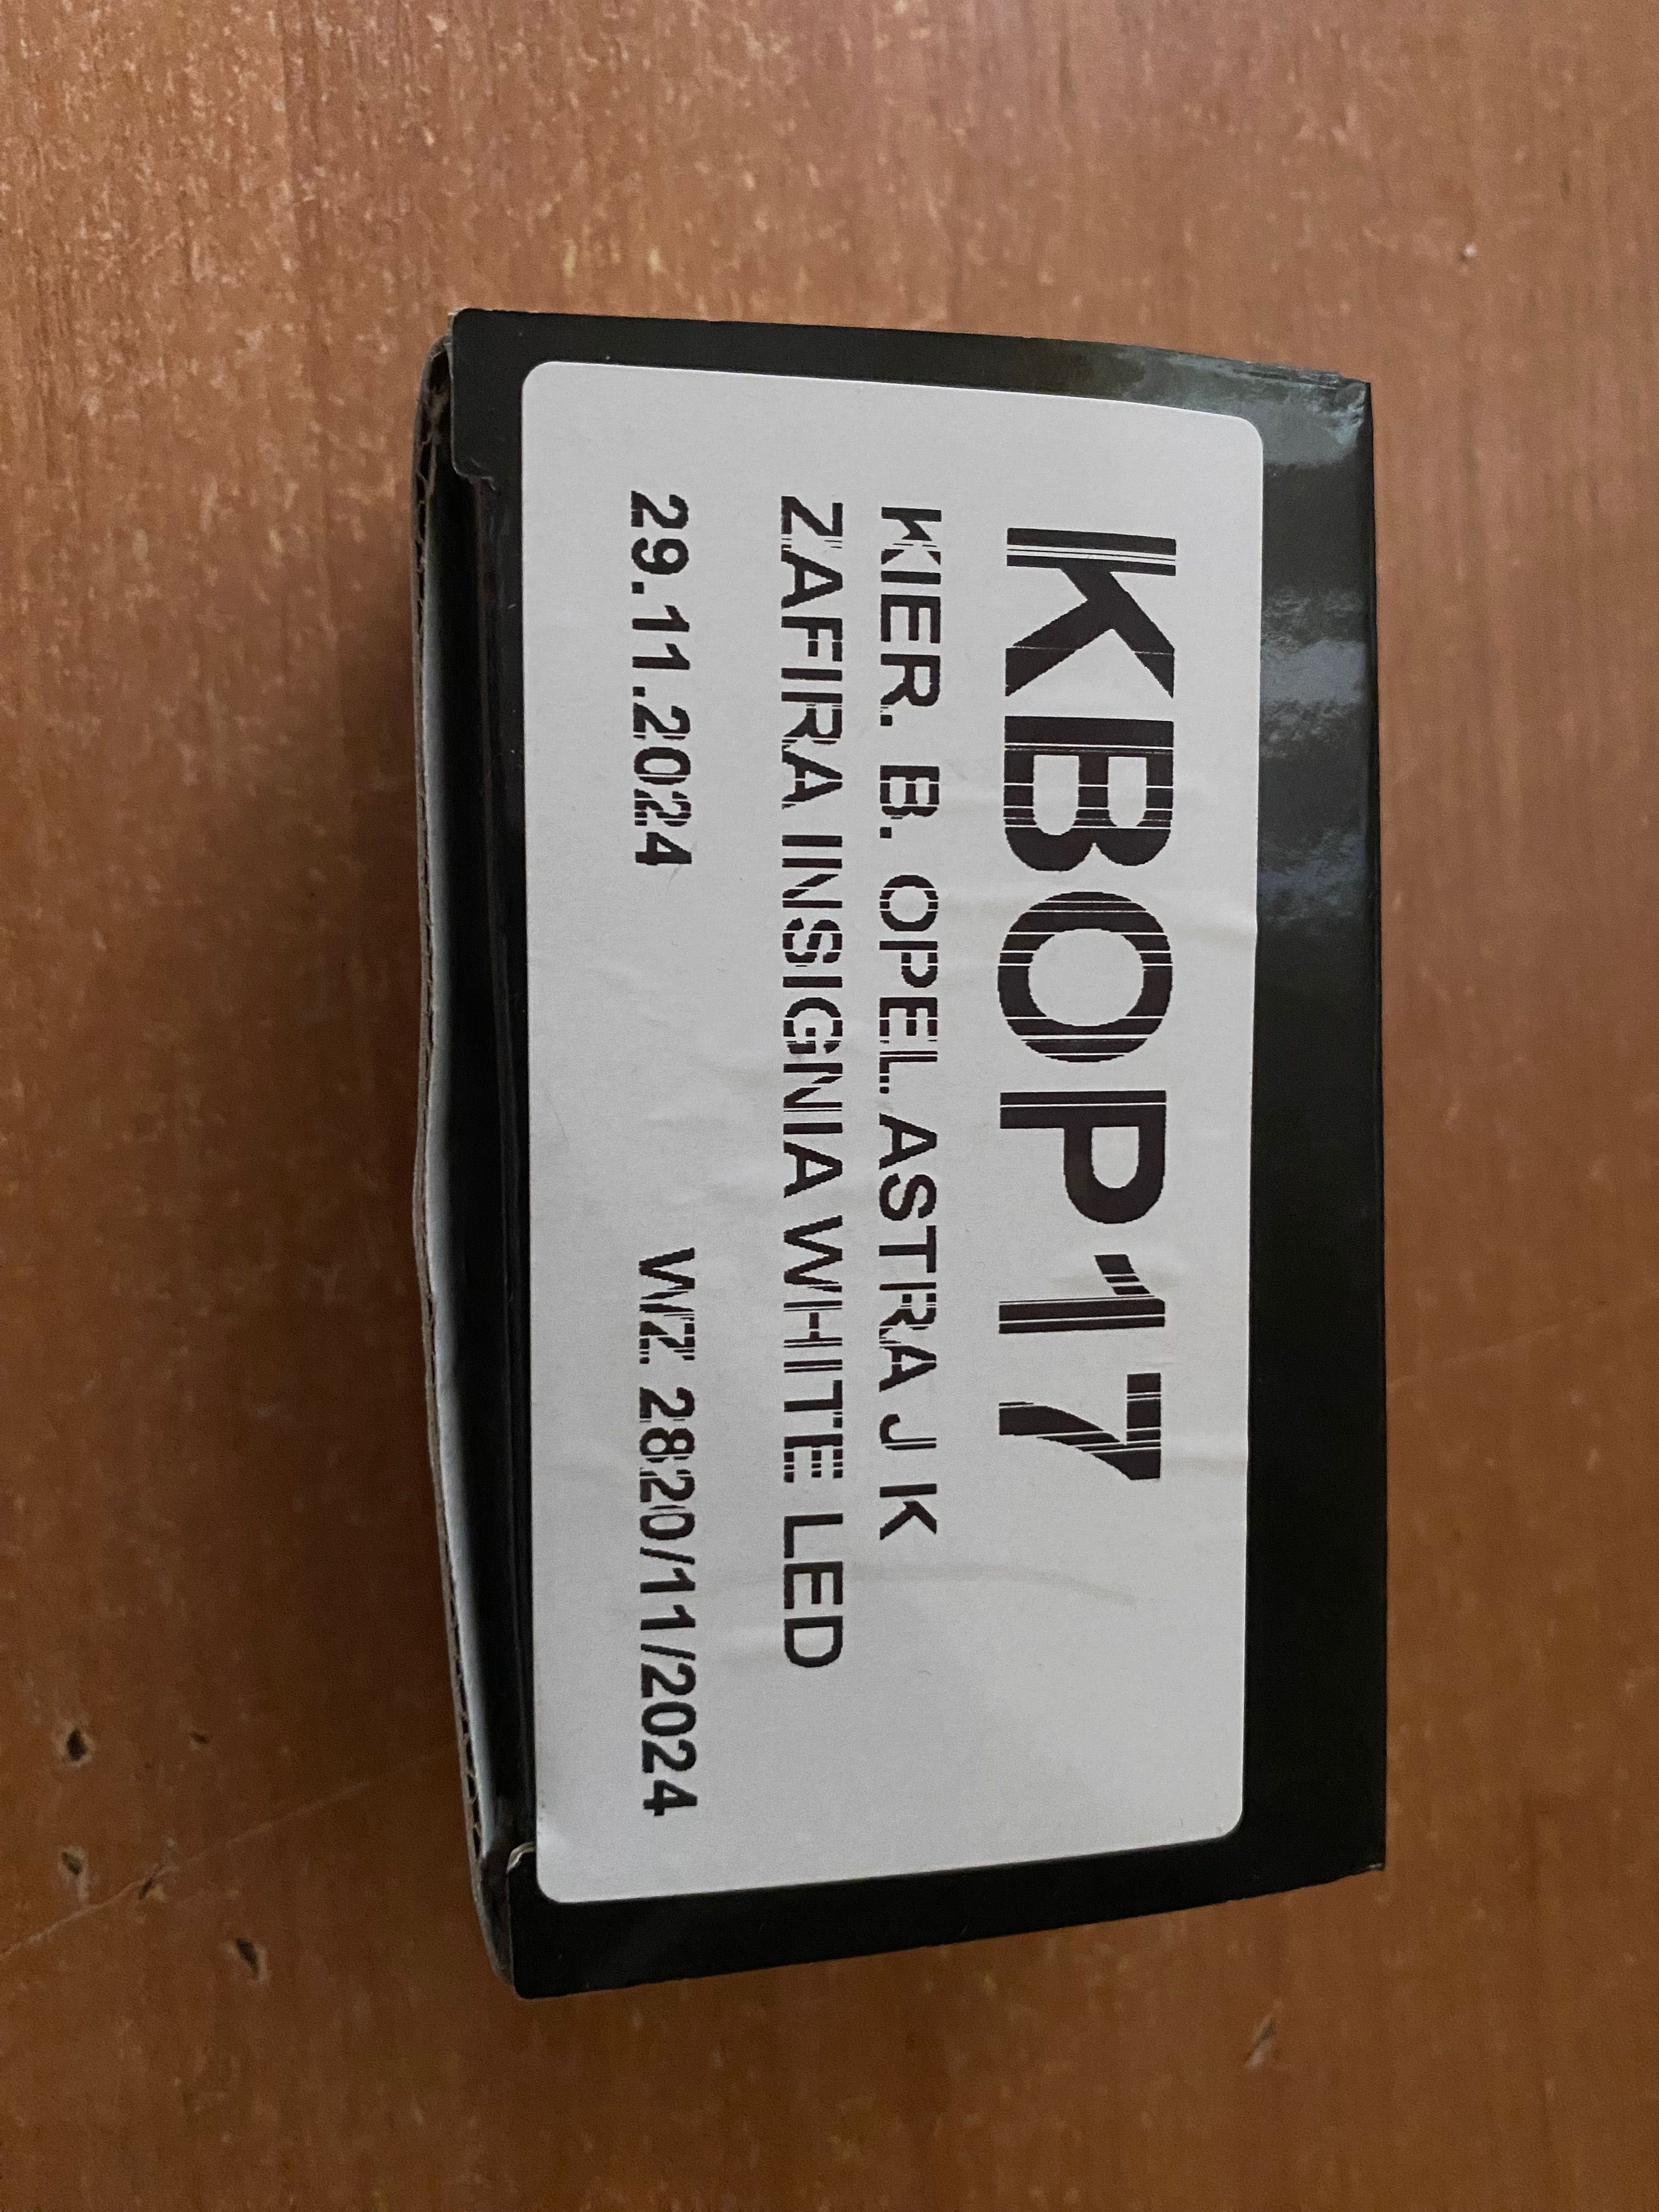 KBOP17
KIER. B. OPEL ASTRA J K
ZAFIRA INSIGNIA WHITE LED
29.11.2024 WZ 2820/11/2024